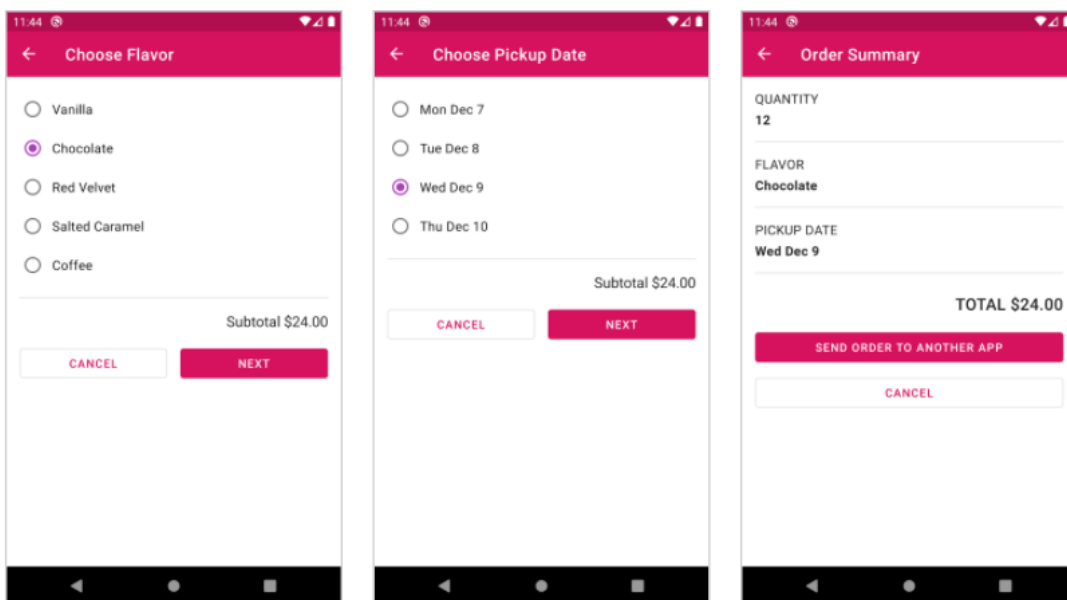 11:44
Choose Flavor
Vanilla
Chocolate
Red Velvet
Salted Caramel
Coffee
Subtotal $24.00
CANCEL
NEXT
11:44
Choose Pickup Date
Mon Dec 7
Tue Dec 8
Wed Dec 9
Thu Dec 10
Subtotal $24.00
CANCEL
NEXT
11:44
Order Summary
QUANTITY
12
FLAVOR
Chocolate
PICKUP DATE
Wed Dec 9
TOTAL $24.00
SEND ORDER TO ANOTHER APP
CANCEL